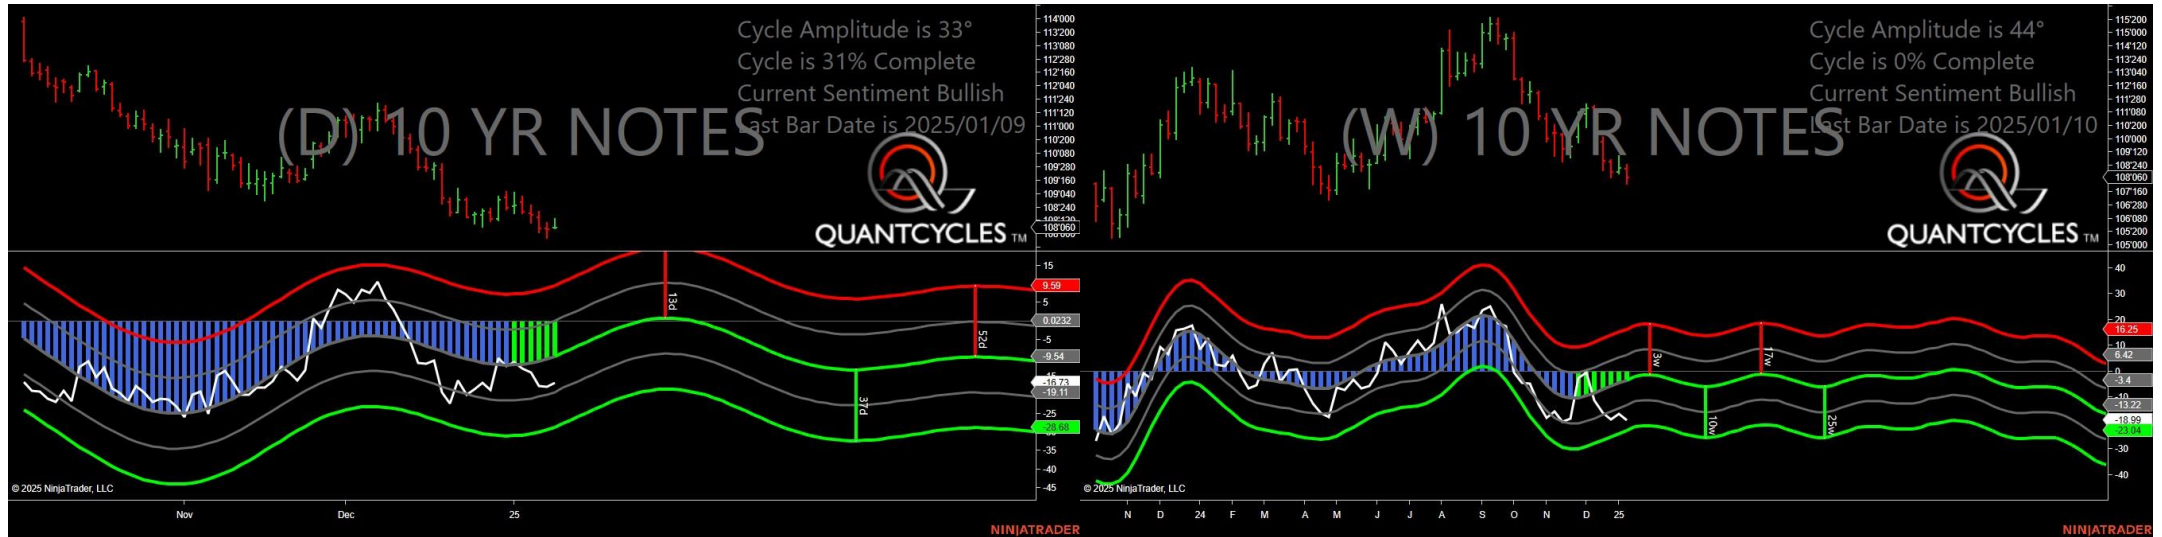 Cycle Amplitude is 33°
Cycle is 31% Complete
Current Sentiment Bullish
Last Bar Date is 2025/01/09
(D) 10 YR NOTES
QUANTCYCLES TM
114'000
113'200
113'080
112'280
112'160
112'040
111'240
111'120
111'000
110'200
110'080
109'280
109'160
109'040
108'240
108'060
15
9.59
5
0.0232
-5
-9.54
-16.73
-19.11
-25
-28.68
-35
-40
-45
13d
37d
52d
© 2025 NinjaTrader, LLC
Nov
Dec
25
NINJATRADER
Cycle Amplitude is 44°
Cycle is 0% Complete
Current Sentiment Bullish
Last Bar Date is 2025/01/10
(W) 10 YR NOTES
QUANTCYCLES TM
115'200
115'000
114'120
113'240
113'040
112'160
111'280
111'080
110'200
110'000
109'120
108'240
108'060
107'160
106'280
106'080
105'200
105'000
40
30
20
16.25
10
6.42
0
-3.4
-10
-13.22
-18.99
-23.04
-30
-40
3w
10w
17w
25w
© 2025 NinjaTrader, LLC
N
D
24
F
M
A
M
J
J
A
S
O
N
D
25
NINJATRADER